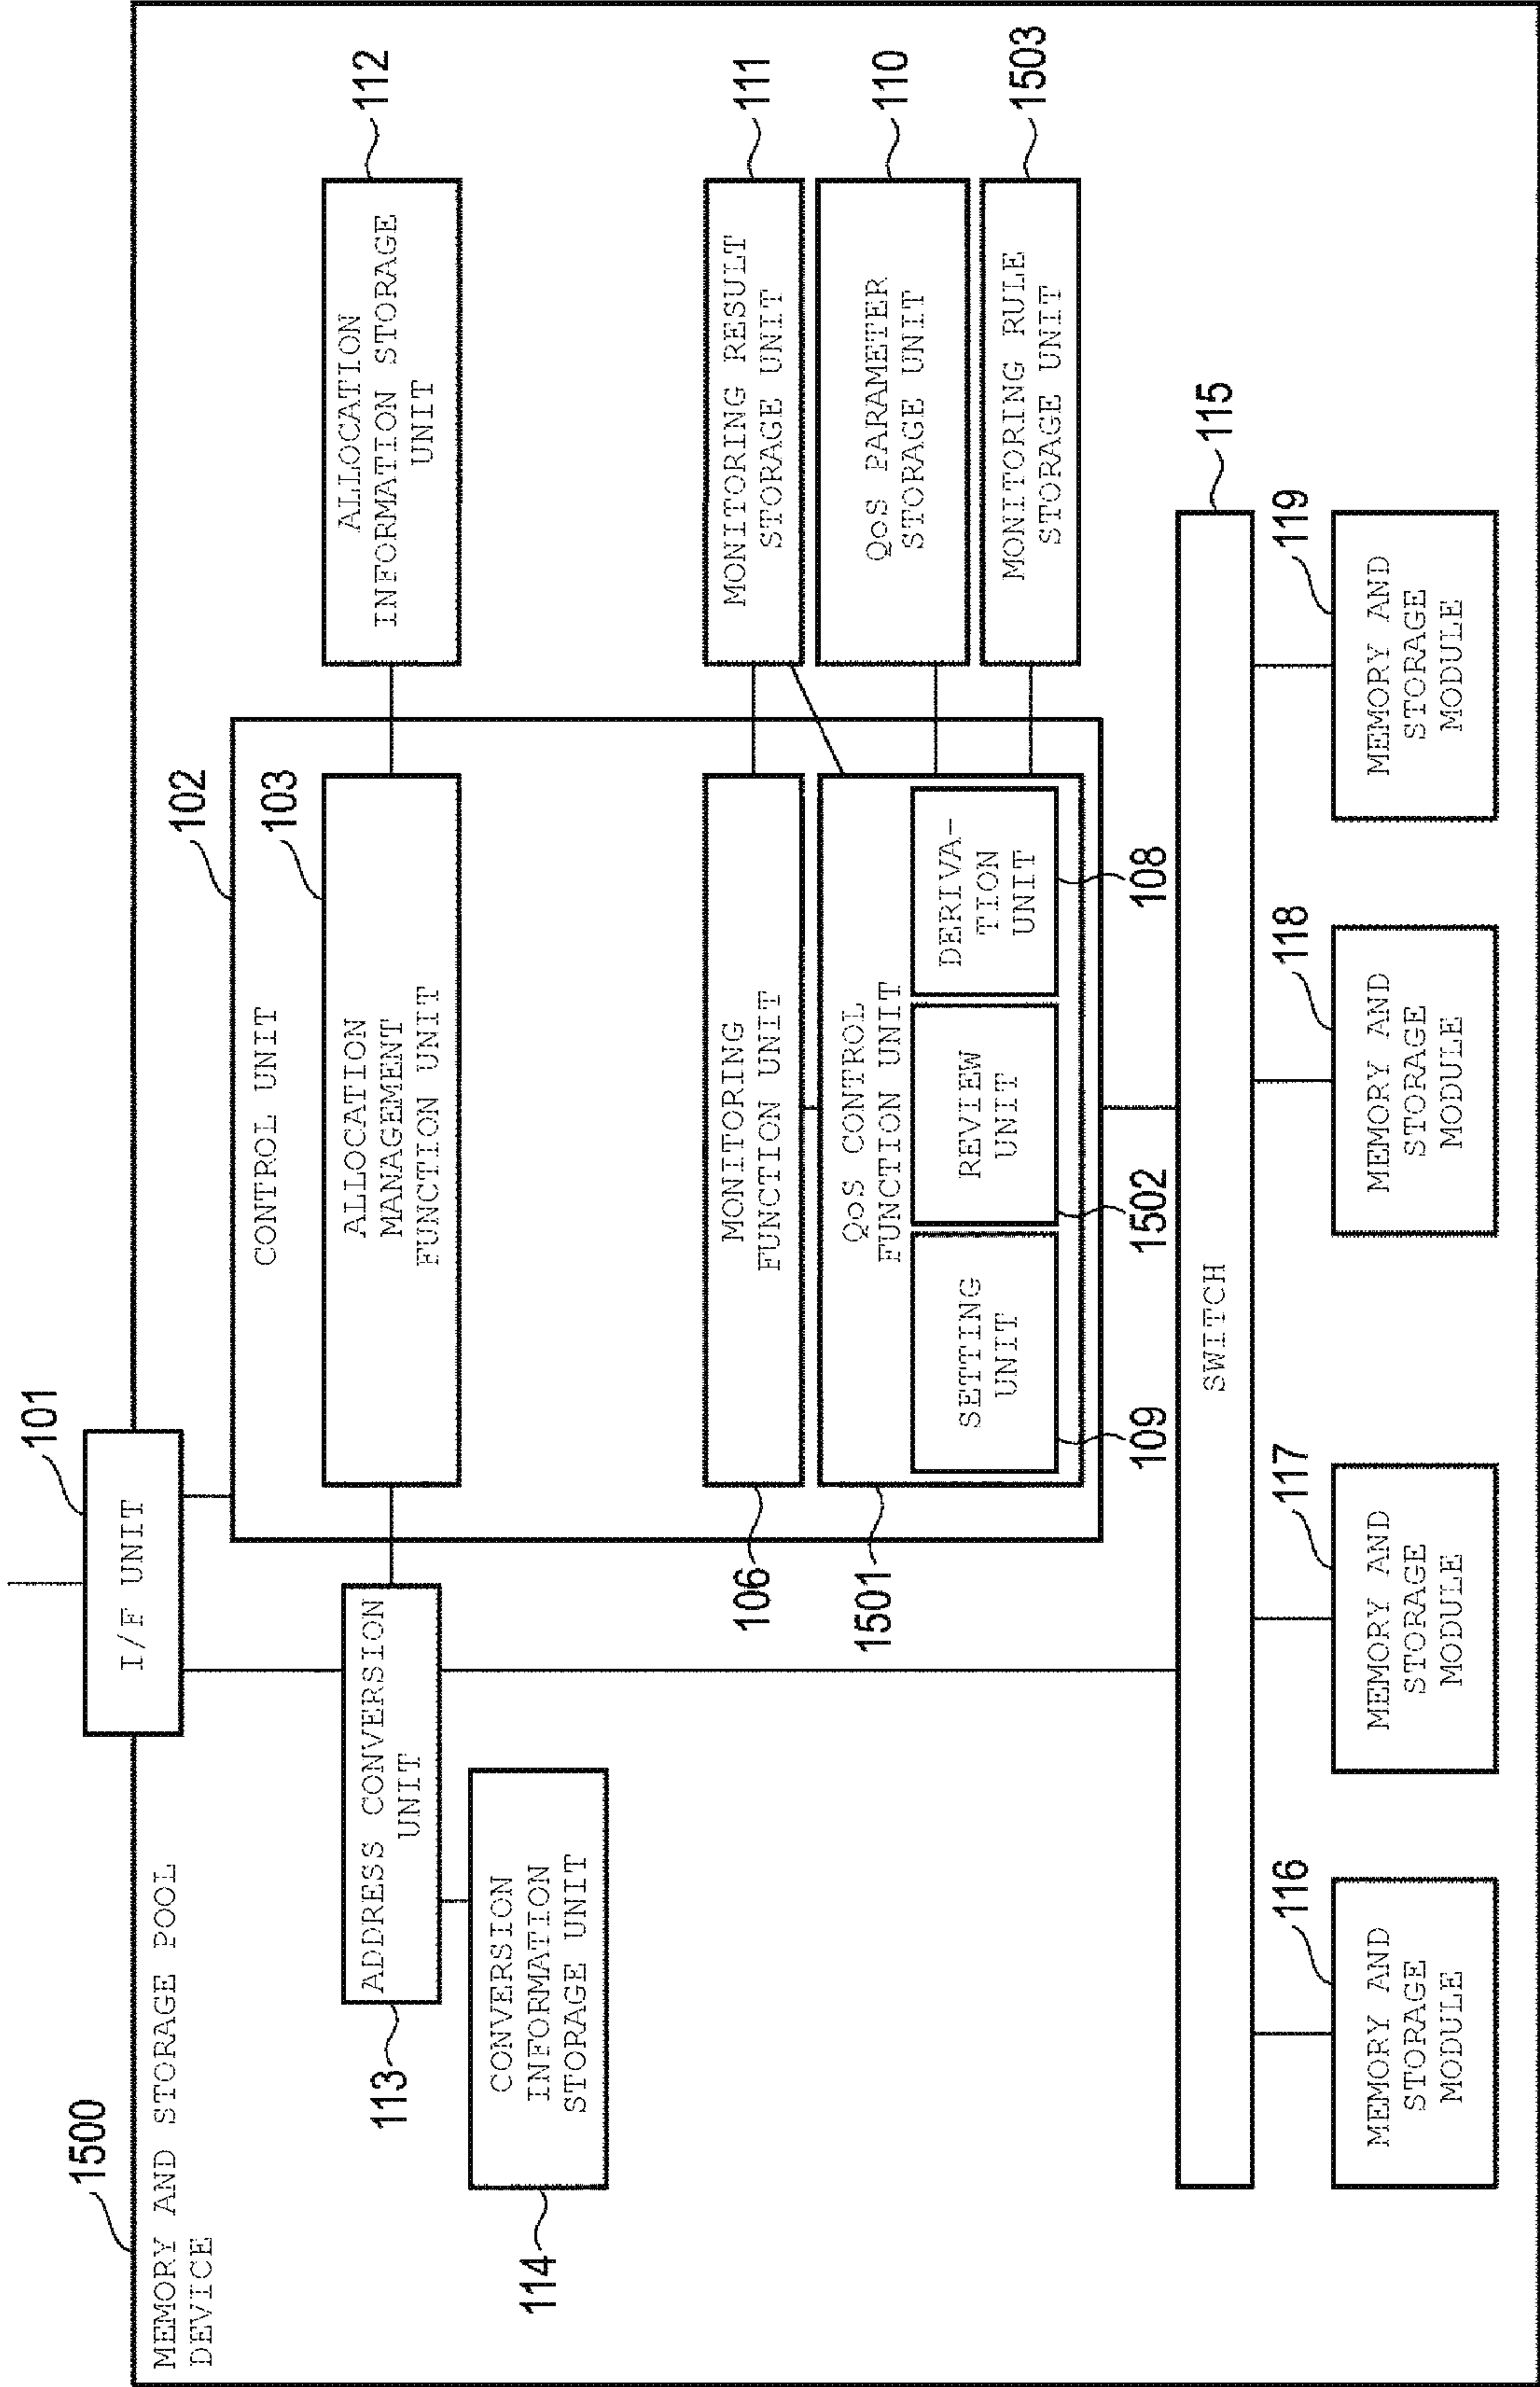 1500
MEMORY AND STORAGE POOL
DEVICE
101
I/F UNIT
102
CONTROL UNIT
103
ALLOCATION
MANAGEMENT
FUNCTION UNIT
112
ALLOCATION
INFORMATION STORAGE
UNIT
113
ADDRESS CONVERSION
UNIT
114
CONVERSION
INFORMATION
STORAGE UNIT
106
MONITORING
FUNCTION UNIT
111
MONITORING RESULT
STORAGE UNIT
1501
QoS CONTROL
FUNCTION UNIT
110
QoS PARAMETER
STORAGE UNIT
109
SETTING
UNIT
1502
REVIEW
UNIT
108
DERIVA-
TION
UNIT
1503
MONITORING RULE
STORAGE UNIT
115
SWITCH
116
MEMORY AND
STORAGE
MODULE
117
MEMORY AND
STORAGE
MODULE
118
MEMORY AND
STORAGE
MODULE
119
MEMORY AND
STORAGE
MODULE